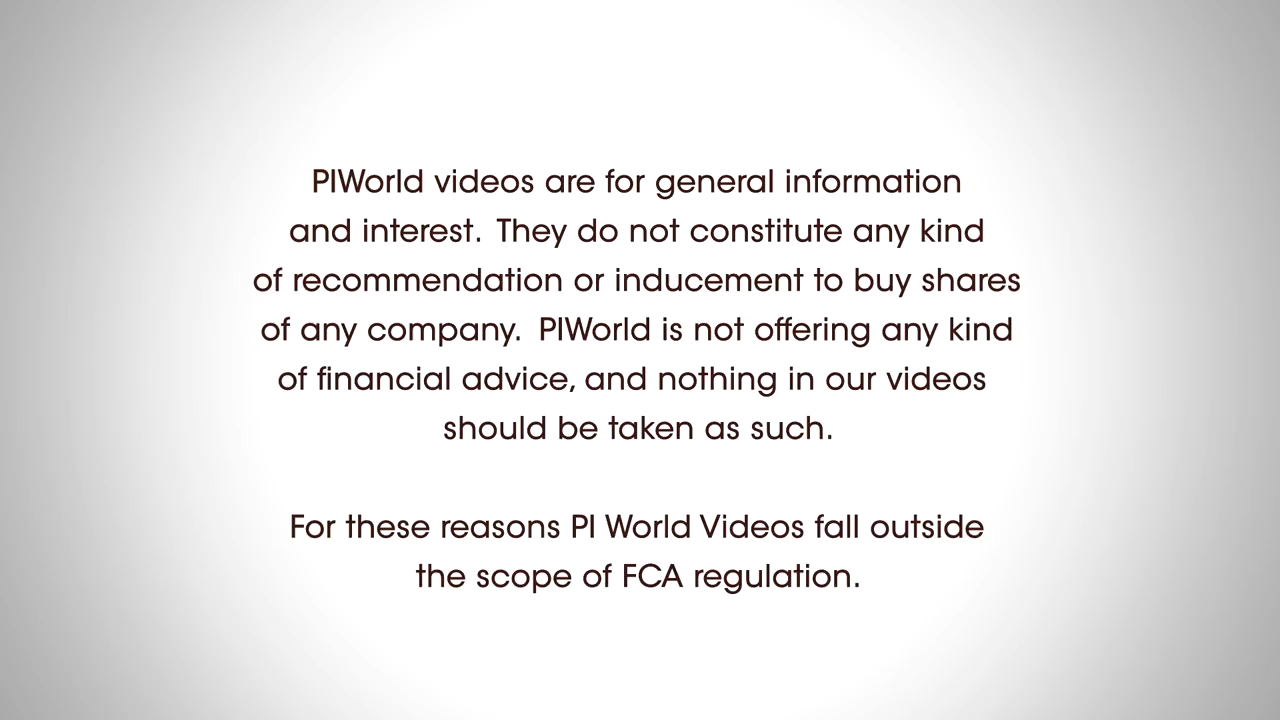 PIWorld videos are for general information
and interest. They do not constitute any kind
of recommendation or inducement to buy shares
of any company. PIWorld is not offering any kind
of financial advice, and nothing in our videos
should be taken as such.
For these reasons PI World Videos fall outside
the scope of FCA regulation.